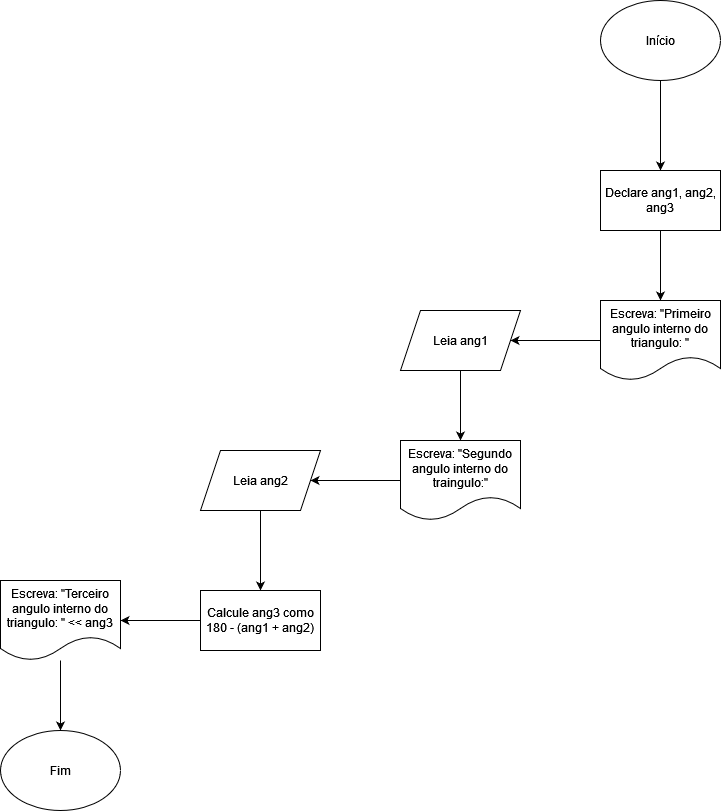 Início
Declare ang1, ang2,
ang3
Escreva: "Primeiro
angulo interno do
triangulo: "
Leia ang1
Escreva: "Segundo
angulo interno do
traingulo:"
Leia ang2
Calcule ang3 como
180 - (ang1 + ang2)
Escreva: "Terceiro
angulo interno do
triangulo: " << ang3
Fim